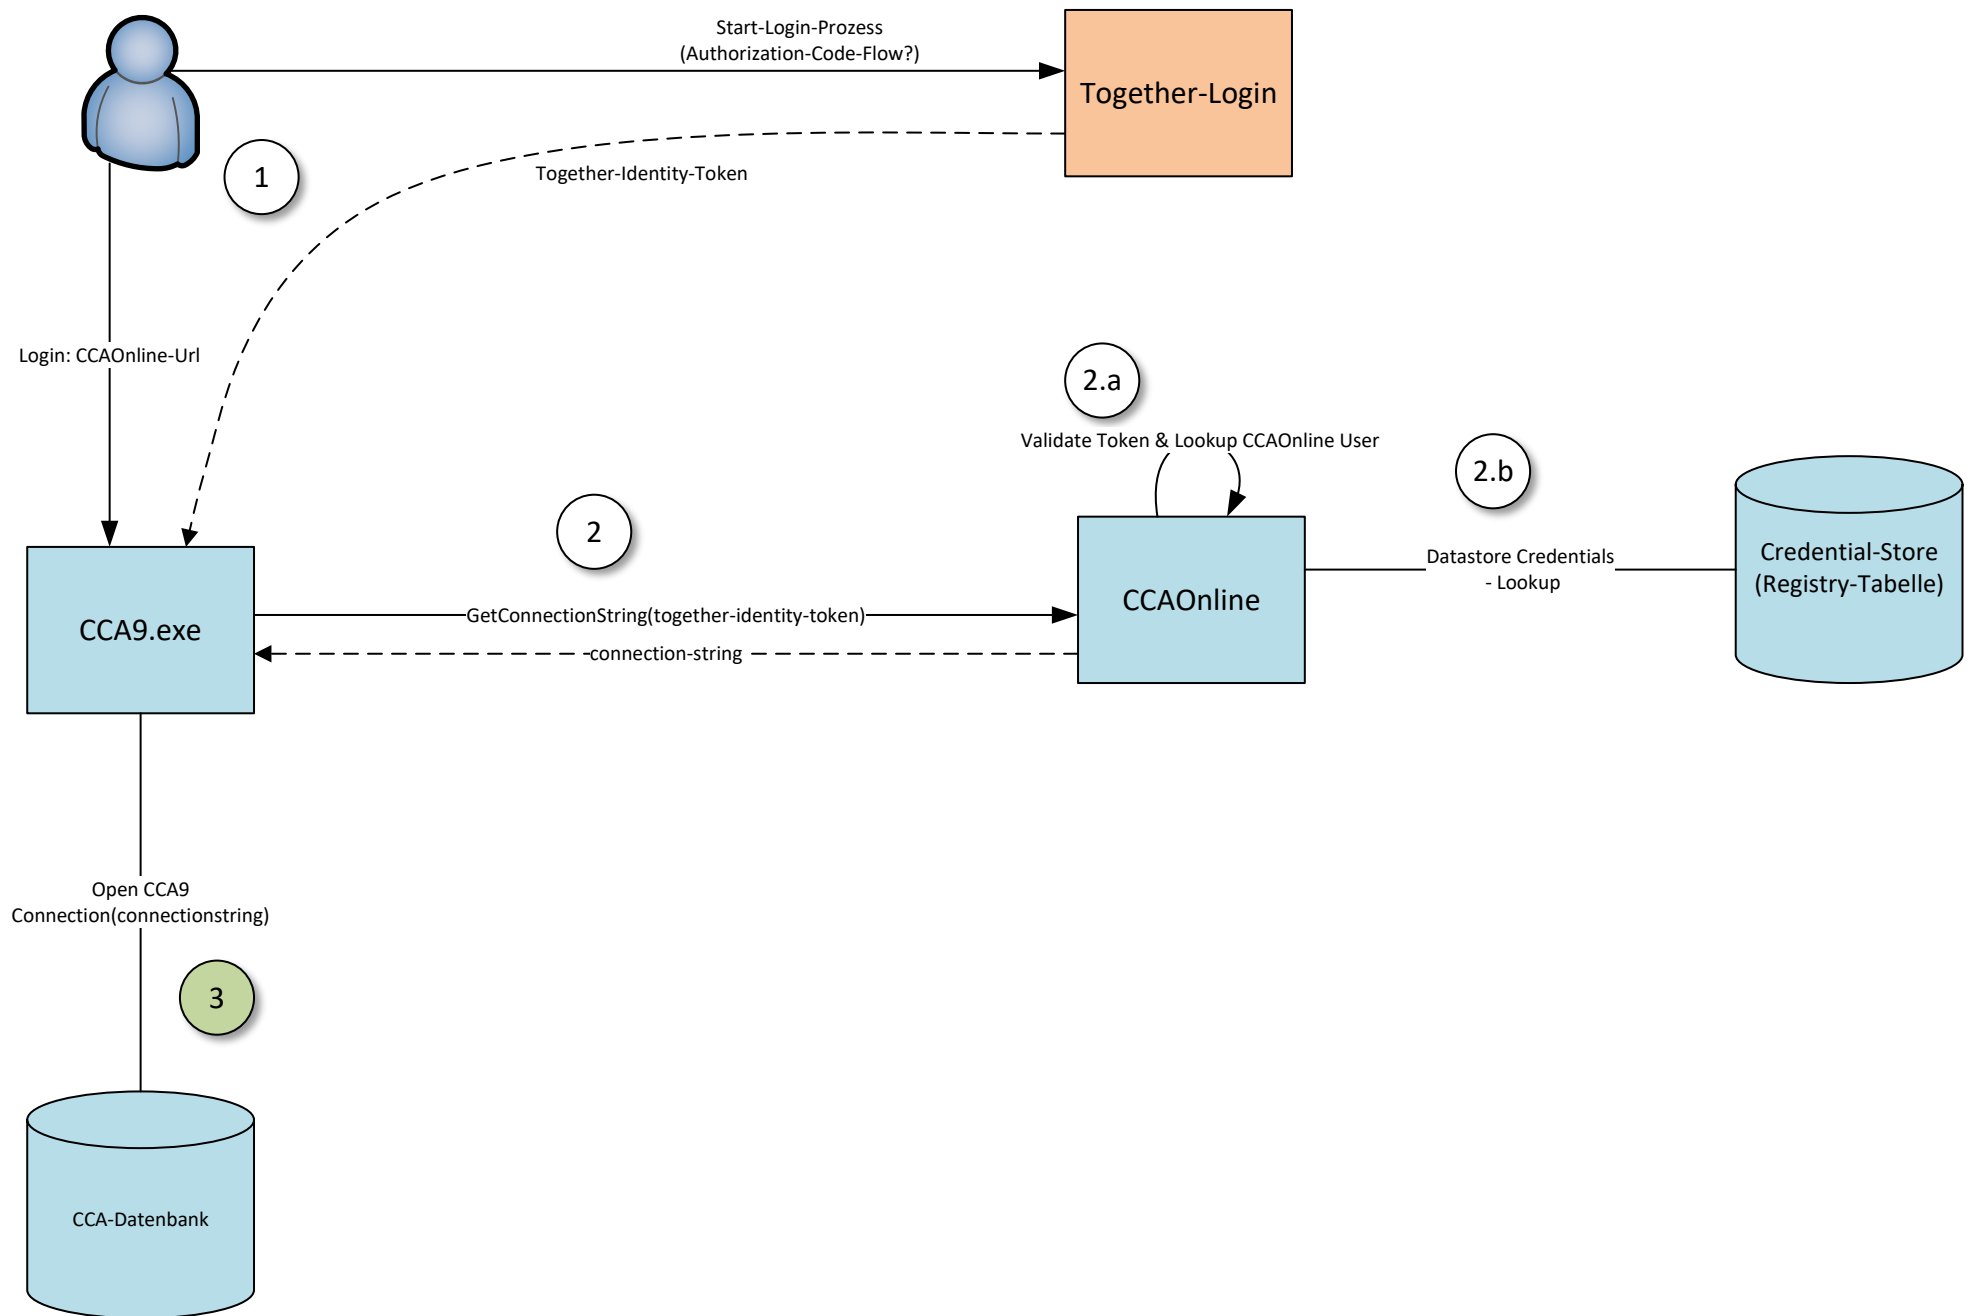 Start-Login-Prozess
(Authorization-Code-Flow?)
Together-Login
1
Together-Identity-Token
Login: CCAOnline-Url
2.a
Validate Token & Lookup CCAOnline User
2.b
2
Datastore Credentials
- Lookup
Credential-Store
(Registry-Tabelle)
CCA9.exe
GetConnectionString(together-identity-token)
connection-string
CCAOnline
Open CCA9
Connection(connectionstring)
3
CCA-Datenbank